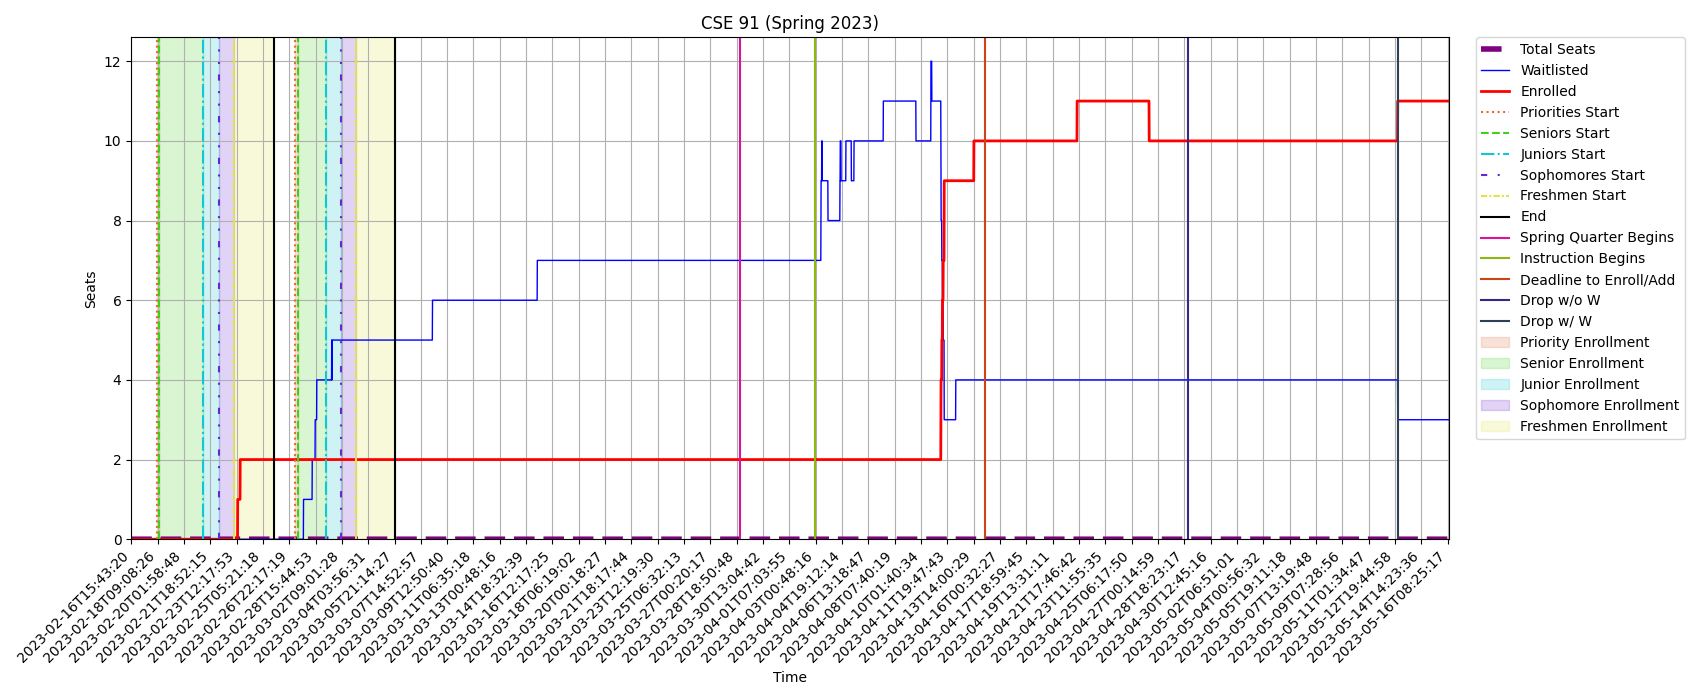 CSE 91 (Spring 2023)
Seats
12
10
8
6
4
2
0
2023-02-16T15:43:20
2023-02-18T09:08:26
2023-02-20T01:58:48
2023-02-21T18:52:15
2023-02-23T12:17:53
2023-02-25T05:21:18
2023-02-26T22:17:19
2023-02-28T15:44:53
2023-03-02T09:01:28
2023-03-04T03:56:31
2023-03-05T21:14:27
2023-03-07T14:52:57
2023-03-09T12:50:40
2023-03-11T06:35:18
2023-03-13T00:48:16
2023-03-14T18:32:39
2023-03-16T12:17:25
2023-03-18T06:19:02
2023-03-20T00:18:27
2023-03-21T18:17:44
2023-03-23T12:19:30
2023-03-25T06:32:13
2023-03-27T00:20:17
2023-03-28T18:50:48
2023-03-30T13:04:42
2023-04-01T07:03:55
2023-04-03T00:48:16
2023-04-04T19:12:14
2023-04-06T13:18:47
2023-04-08T07:40:19
2023-04-10T01:40:34
2023-04-11T19:47:43
2023-04-13T14:00:29
2023-04-16T00:32:27
2023-04-17T18:59:45
2023-04-19T13:31:11
2023-04-21T17:46:42
2023-04-23T11:55:35
2023-04-25T06:17:50
2023-04-27T00:14:59
2023-04-28T18:23:17
2023-04-30T12:45:16
2023-05-02T06:51:01
2023-05-04T00:56:32
2023-05-05T19:11:18
2023-05-07T13:19:48
2023-05-09T07:28:56
2023-05-11T01:34:47
2023-05-12T19:44:58
2023-05-14T14:23:36
2023-05-16T08:25:17
Time
Total Seats
Waitlisted
Enrolled
Priorities Start
Seniors Start
Juniors Start
Sophomores Start
Freshmen Start
End
Spring Quarter Begins
Instruction Begins
Deadline to Enroll/Add
Drop w/o W
Drop w/ W
Priority Enrollment
Senior Enrollment
Junior Enrollment
Sophomore Enrollment
Freshmen Enrollment